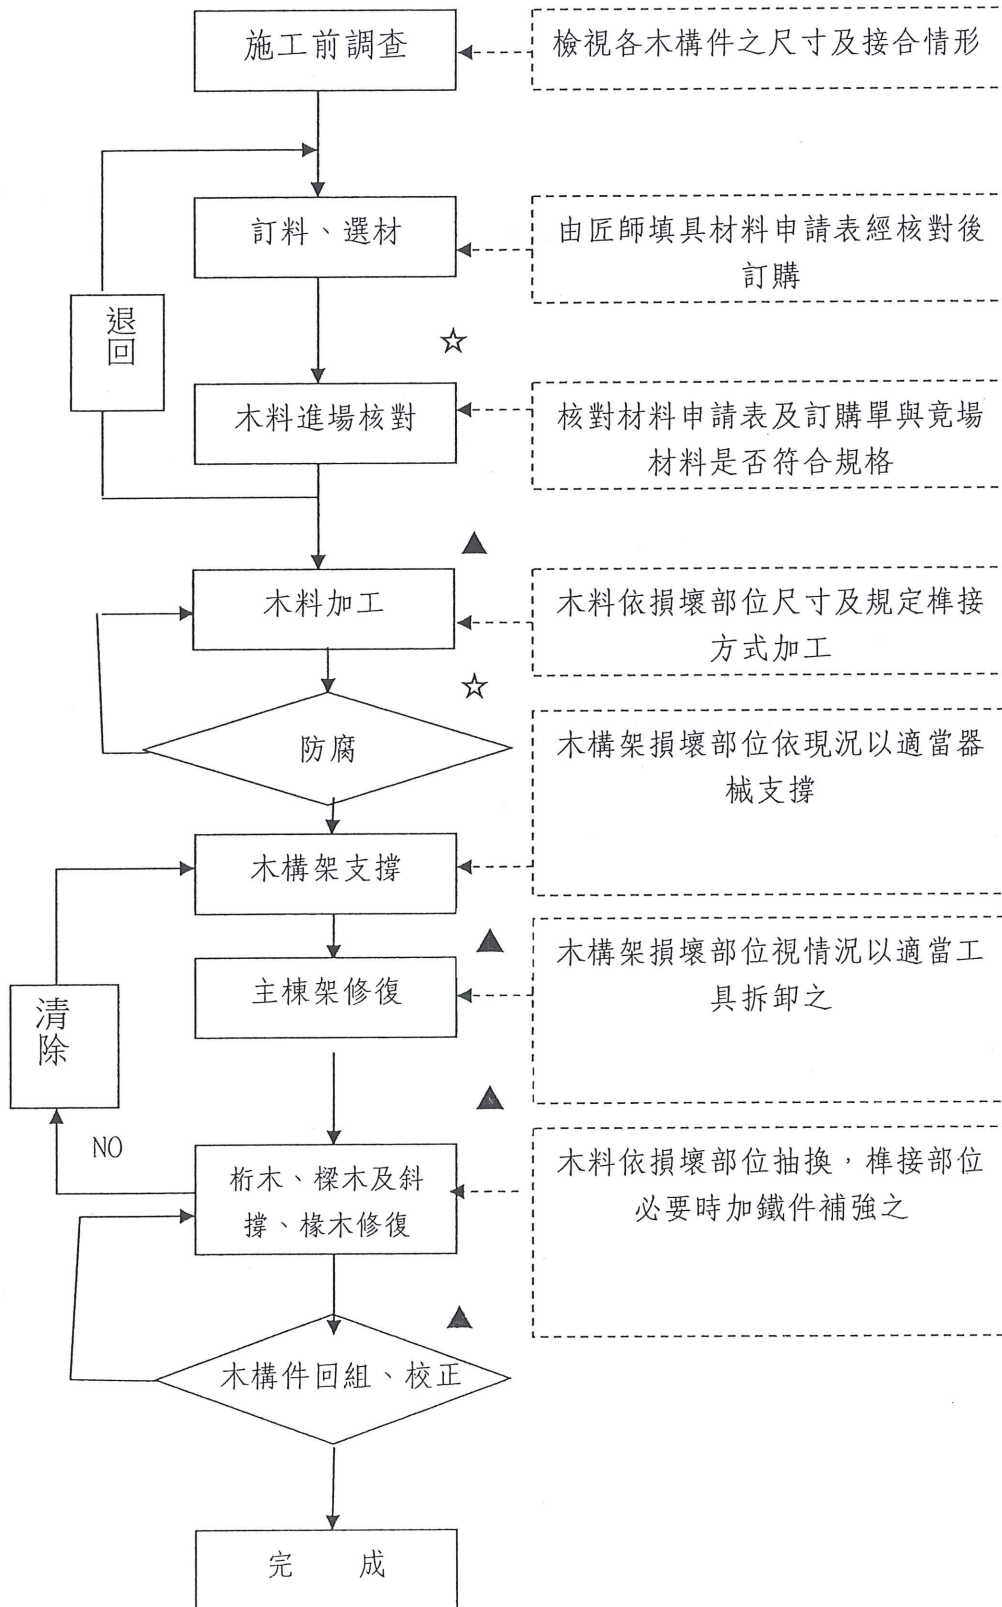 施工前調查
檢視各木構件之尺寸及接合情形
訂料、選材
由匠師填具材料申請表經核對後
訂購
退回
☆
木料進場核對
核對材料申請表及訂購單與竟場
材料是否符合規格
▲
木料加工
木料依損壞部位尺寸及規定榫接
方式加工
☆
防腐
木構架損壞部位依現況以適當器
械支撐
木構架支撐
▲
主棟架修復
木構架損壞部位視情況以適當工
具拆卸之
清除
▲
NO
桁木、樑木及斜
撐、椽木修復
木料依損壞部位抽換，榫接部位
必要時加鐵件補強之
▲
木構件回組、校正
完 成